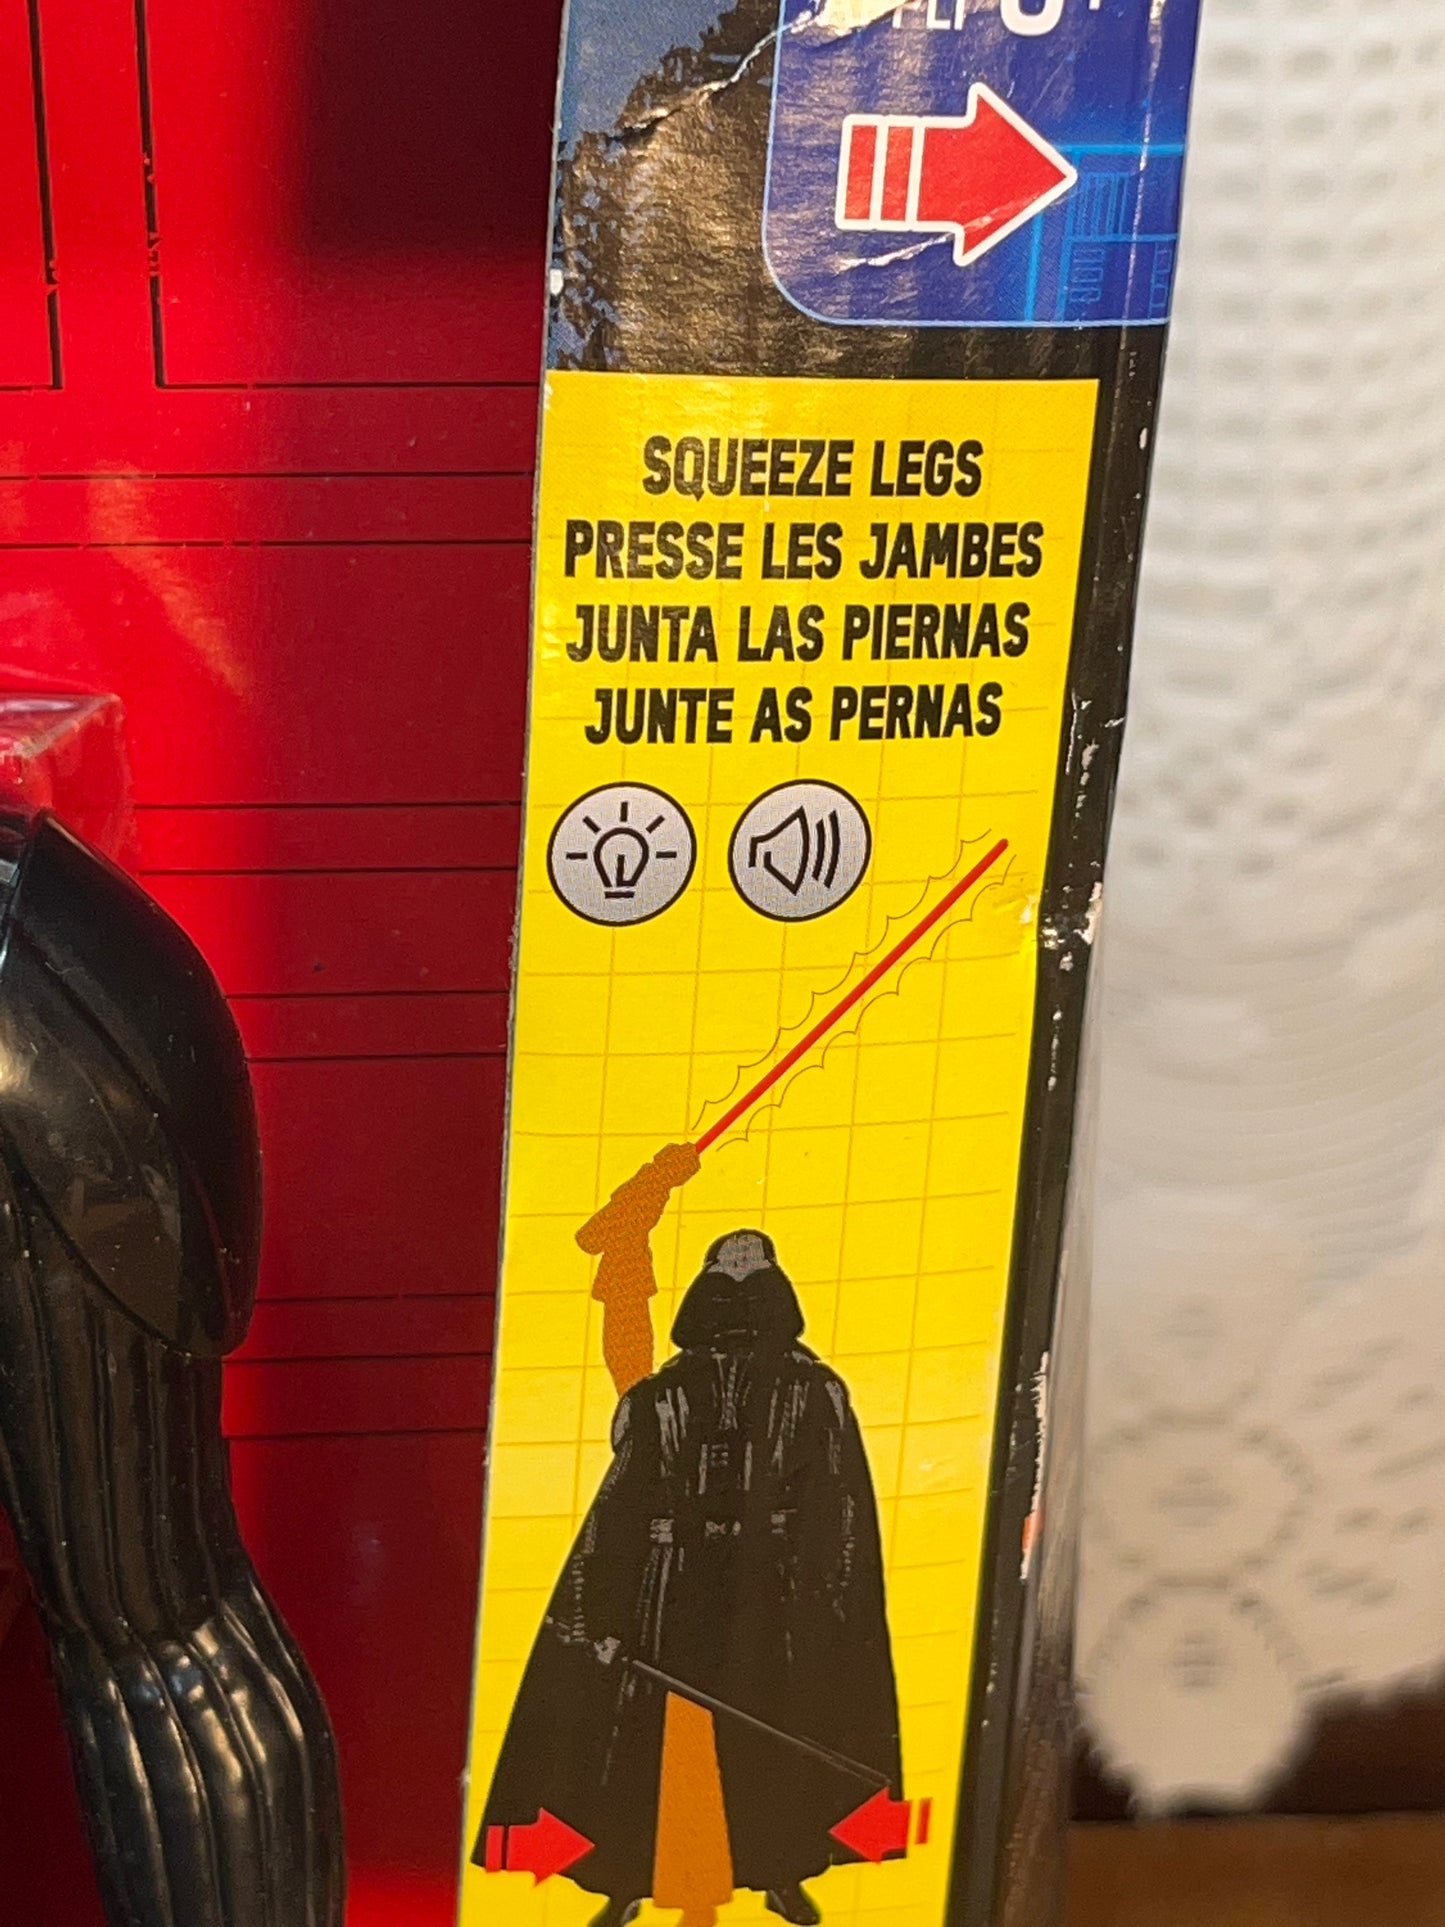 SQUEEZE LEGS
PRESSE LES JAMBES
JUNTA LAS PIERNAS
JUNTE AS PERNAS